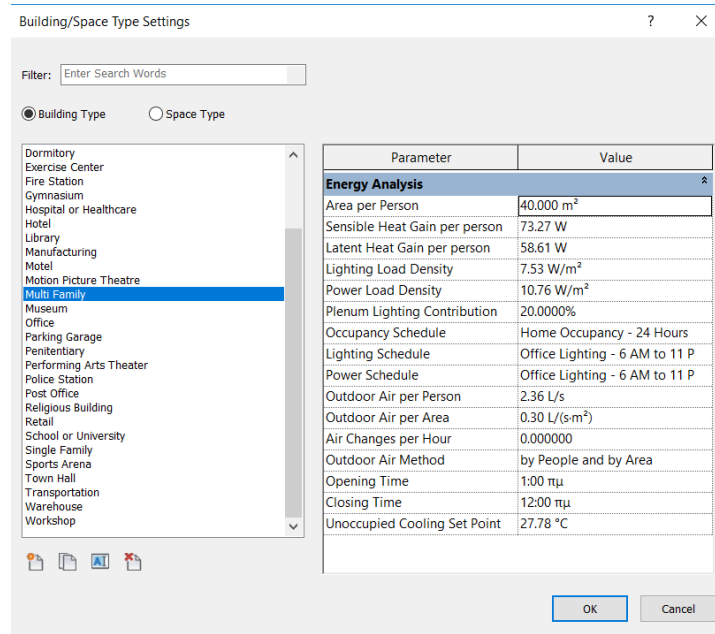 Building/Space Type Settings
? ×
Filter: Enter Search Words
Building Type Space Type
Dormitory
Exercise Center
Fire Station
Gymnasium
Hospital or Healthcare
Hotel
Library
Manufacturing
Motel
Motion Picture Theatre
Multi Family
Museum
Office
Parking Garage
Penitentiary
Performing Arts Theater
Police Station
Post Office
Religious Building
Retail
School or University
Single Family
Sports Arena
Town Hall
Transportation
Warehouse
Workshop
Parameter Value
Energy Analysis
Area per Person 40.000 m²
Sensible Heat Gain per person 73.27 W
Latent Heat Gain per person 58.61 W
Lighting Load Density 7.53 W/m²
Power Load Density 10.76 W/m²
Plenum Lighting Contribution 20.0000%
Occupancy Schedule Home Occupancy - 24 Hours
Lighting Schedule Office Lighting - 6 AM to 11 P
Power Schedule Office Lighting - 6 AM to 11 P
Outdoor Air per Person 2.36 L/s
Outdoor Air per Area 0.30 L/(s·m²)
Air Changes per Hour 0.000000
Outdoor Air Method by People and by Area
Opening Time 1:00 πμ
Closing Time 12:00 πμ
Unoccupied Cooling Set Point 27.78 °C
OK Cancel